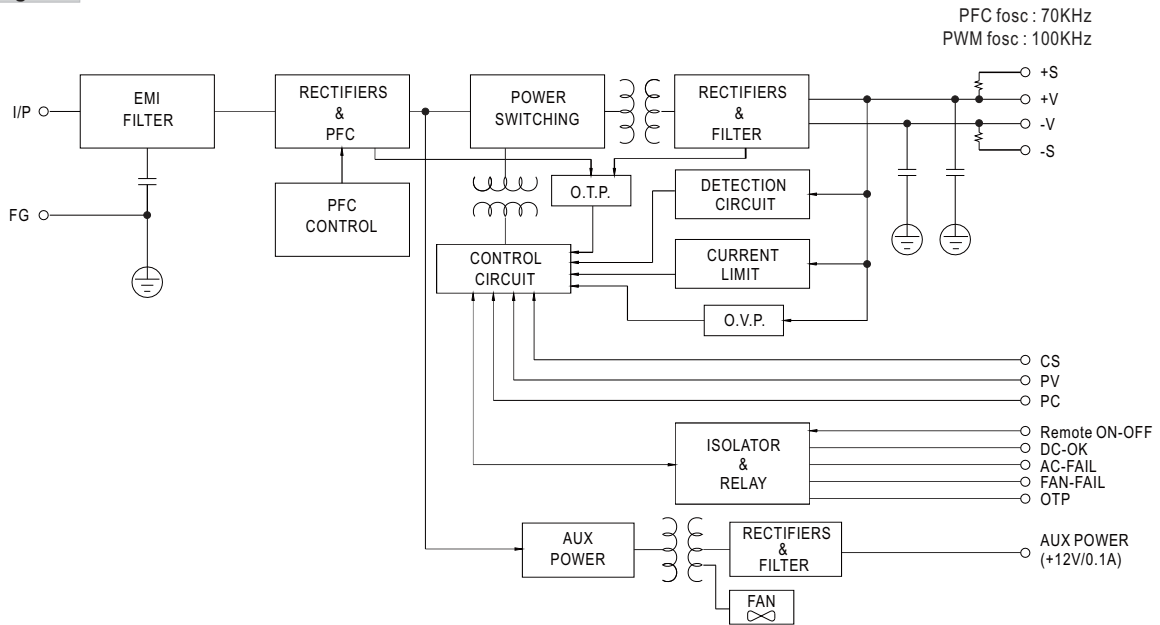 PFC fosc : 70KHz
PWM fosc : 100KHz
I/P
EMI
FILTER
RECTIFIERS
&
PFC
POWER
SWITCHING
RECTIFIERS
&
FILTER
+S
+V
-V
-S
FG
PFC
CONTROL
O.T.P.
DETECTION
CIRCUIT
CONTROL
CIRCUIT
CURRENT
LIMIT
O.V.P.
CS
PV
PC
ISOLATOR
&
RELAY
Remote ON-OFF
DC-OK
AC-FAIL
FAN-FAIL
OTP
AUX
POWER
RECTIFIERS
&
FILTER
AUX POWER
(+12V/0.1A)
FAN